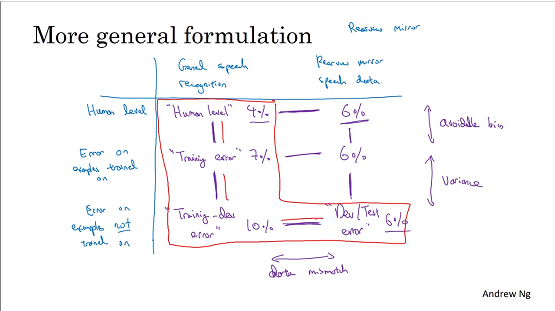 More general formulation
Rearview mirror
General speech
recognition
Rearview mirror
speech data
Human level
"Human level" 4%
6%
avoidable bias
Error on
examples trained
on
"Training error" 7%
6%
Variance
Error on
examples not
trained on
"Training-dev
error" 10%
"Dev/Test
error" 6%
data mismatch
Andrew Ng